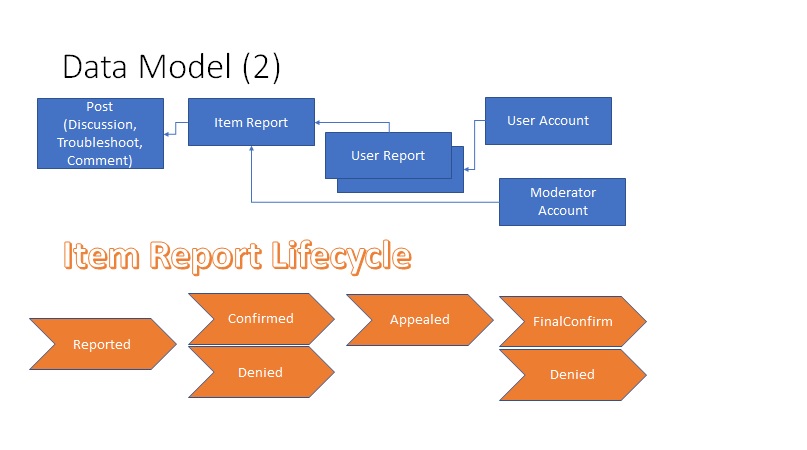 Data Model (2)
Post
(Discussion,
Troubleshoot,
Comment)
Item Report
User Report
User Account
Moderator
Account
Item Report Lifecycle
Reported
Confirmed
Denied
Appealed
FinalConfirm
Denied